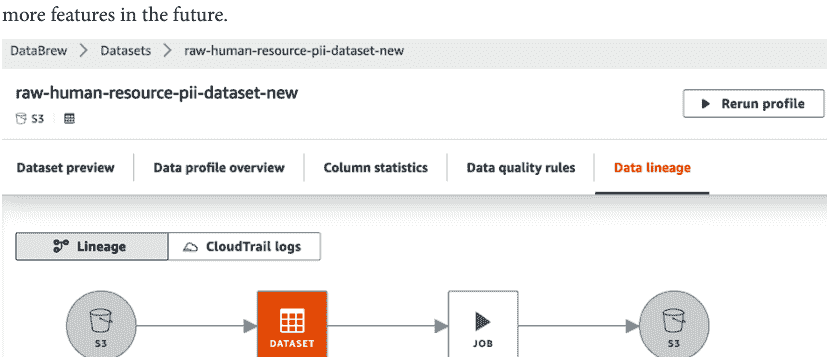 more features in the future.
DataBrew > Datasets > raw-human-resource-pii-dataset-new
raw-human-resource-pii-dataset-new
Rerun profile
S3
Dataset preview Data profile overview Column statistics Data quality rules Data lineage
Lineage CloudTrail logs
S3 DATASET JOB S3